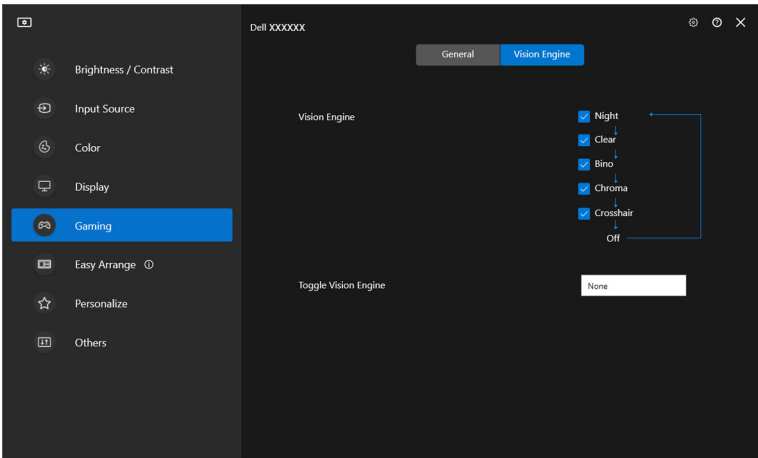 Dell XXXXXX
General
Vision Engine
Brightness / Contrast
Input Source
Color
Display
Gaming
Easy Arrange
Personalize
Others
Vision Engine
Night
Clear
Bino
Chroma
Crosshair
Off
Toggle Vision Engine
None